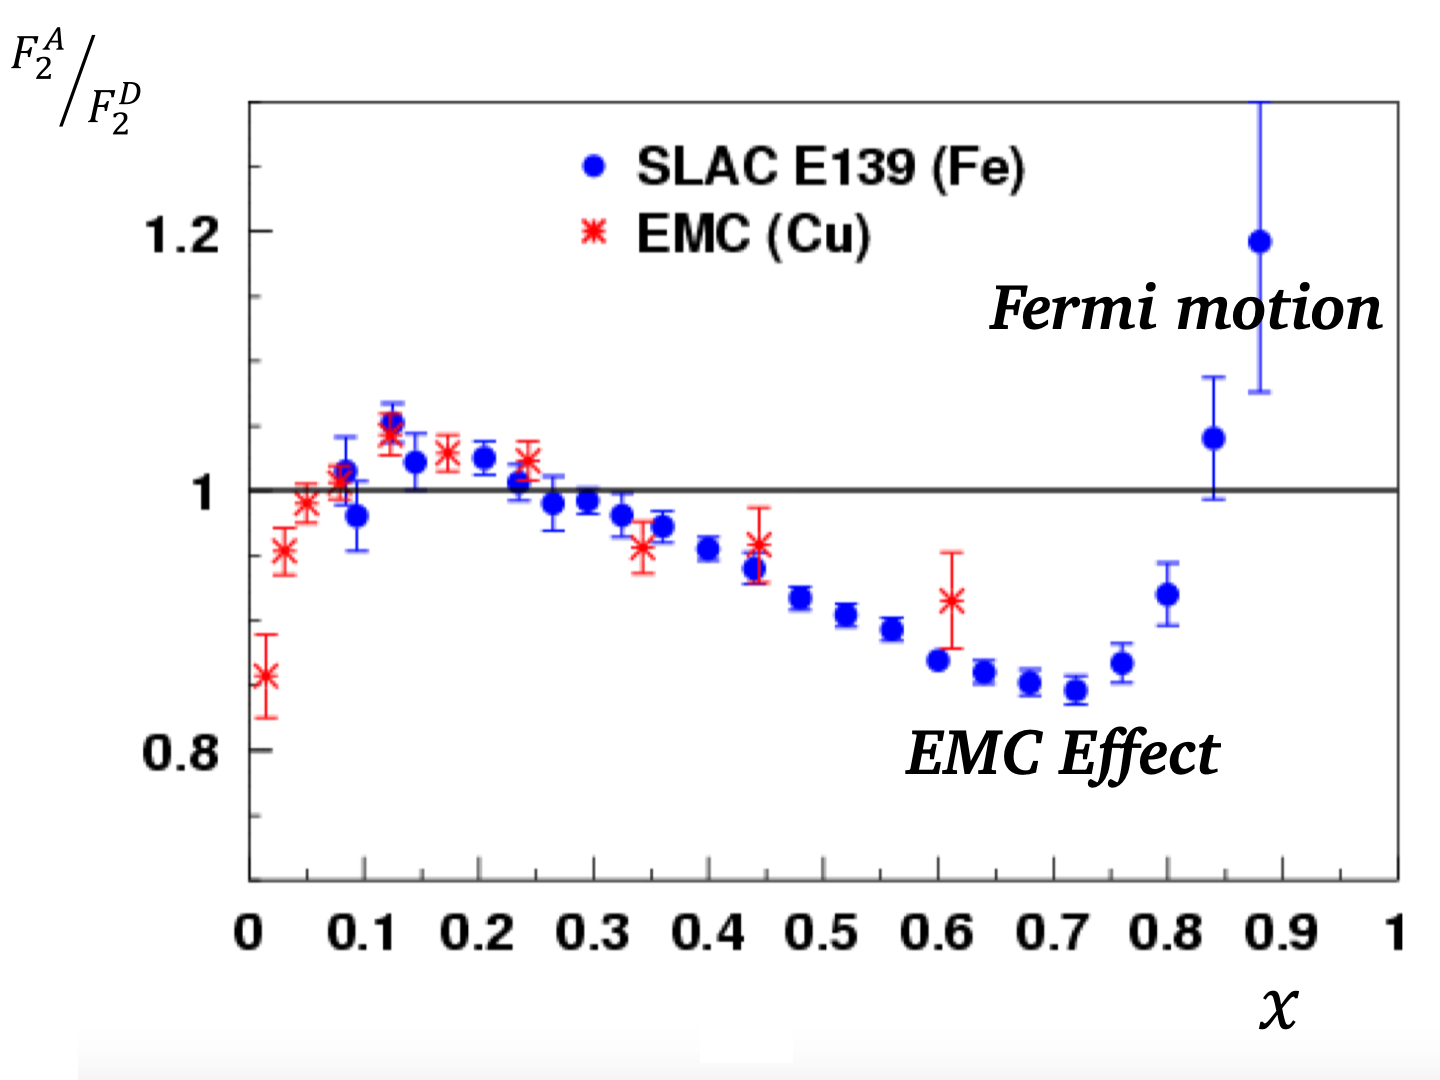 F₂ᴬ/F₂ᴰ
SLAC E139 (Fe)
EMC (Cu)
1.2
Fermi motion
1
0.8
EMC Effect
0 0.1 0.2 0.3 0.4 0.5 0.6 0.7 0.8 0.9 1
x